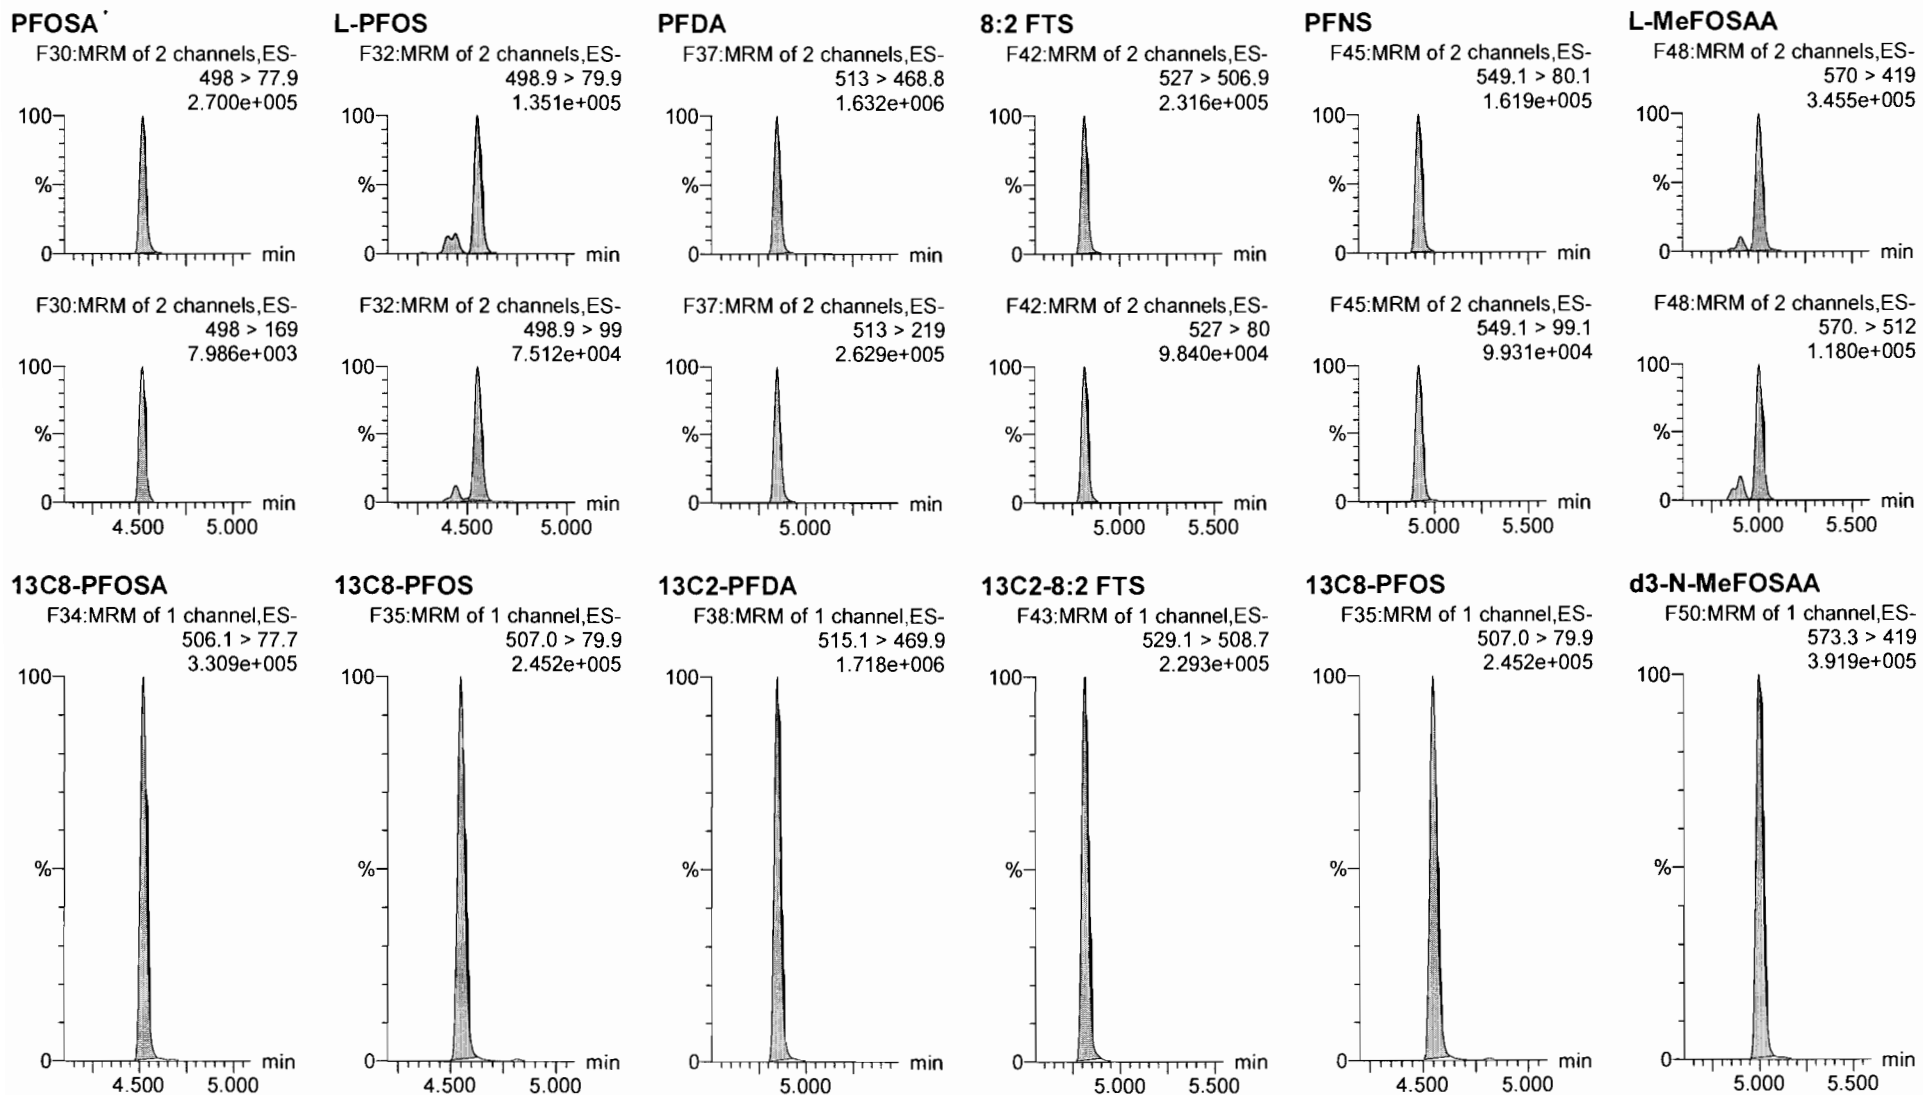 PFOSA
F30:MRM of 2 channels,ES-
498 > 77.9
2.700e+005
100
%
0
min
F30:MRM of 2 channels,ES-
498 > 169
7.986e+003
100
%
0
min
4.500 5.000
L-PFOS
F32:MRM of 2 channels,ES-
498.9 > 79.9
1.351e+005
100
%
0
min
F32:MRM of 2 channels,ES-
498.9 > 99
7.512e+004
100
%
0
min
4.500 5.000
PFDA
F37:MRM of 2 channels,ES-
513 > 468.8
1.632e+006
100
%
0
min
F37:MRM of 2 channels,ES-
513 > 219
2.629e+005
100
%
0
min
5.000
8:2 FTS
F42:MRM of 2 channels,ES-
527 > 506.9
2.316e+005
100
%
0
min
F42:MRM of 2 channels,ES-
527 > 80
9.840e+004
100
%
0
min
5.000 5.500
PFNS
F45:MRM of 2 channels,ES-
549.1 > 80.1
1.619e+005
100
%
0
min
F45:MRM of 2 channels,ES-
549.1 > 99.1
9.931e+004
100
%
0
min
5.000 5.500
L-MeFOSAA
F48:MRM of 2 channels,ES-
570 > 419
3.455e+005
100
%
0
min
F48:MRM of 2 channels,ES-
570. > 512
1.180e+005
100
%
0
min
5.000 5.500
13C8-PFOSA
F34:MRM of 1 channel,ES-
506.1 > 77.7
3.309e+005
100
%
0
min
4.500 5.000
13C8-PFOS
F35:MRM of 1 channel,ES-
507.0 > 79.9
2.452e+005
100
%
0
min
4.500 5.000
13C2-PFDA
F38:MRM of 1 channel,ES-
515.1 > 469.9
1.718e+006
100
%
0
min
5.000
13C2-8:2 FTS
F43:MRM of 1 channel,ES-
529.1 > 508.7
2.293e+005
100
%
0
min
5.000 5.500
13C8-PFOS
F35:MRM of 1 channel,ES-
507.0 > 79.9
2.452e+005
100
%
0
min
4.500 5.000
d3-N-MeFOSAA
F50:MRM of 1 channel,ES-
573.3 > 419
3.919e+005
100
%
0
min
5.000 5.500